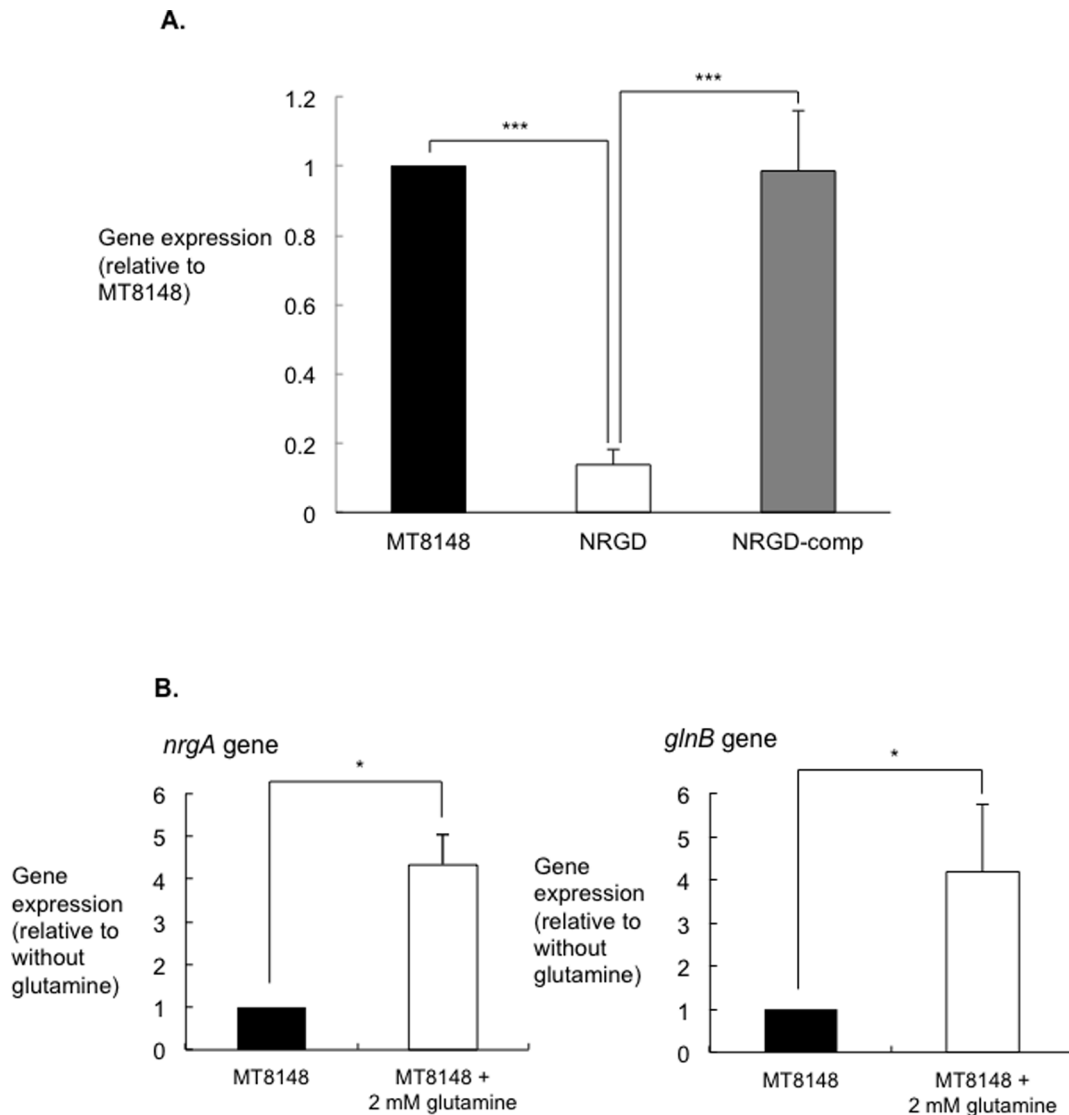 A.
***
***
1.2
1
0.8
0.6
0.4
0.2
0
Gene expression
(relative to
MT8148)
MT8148
NRGD
NRGD-comp
B.
nrgA gene
*
6
5
4
3
2
1
0
Gene
expression
(relative to
without
glutamine)
MT8148
MT8148 +
2 mM glutamine
glnB gene
*
6
5
4
3
2
1
0
Gene
expression
(relative to
without
glutamine)
MT8148
MT8148 +
2 mM glutamine